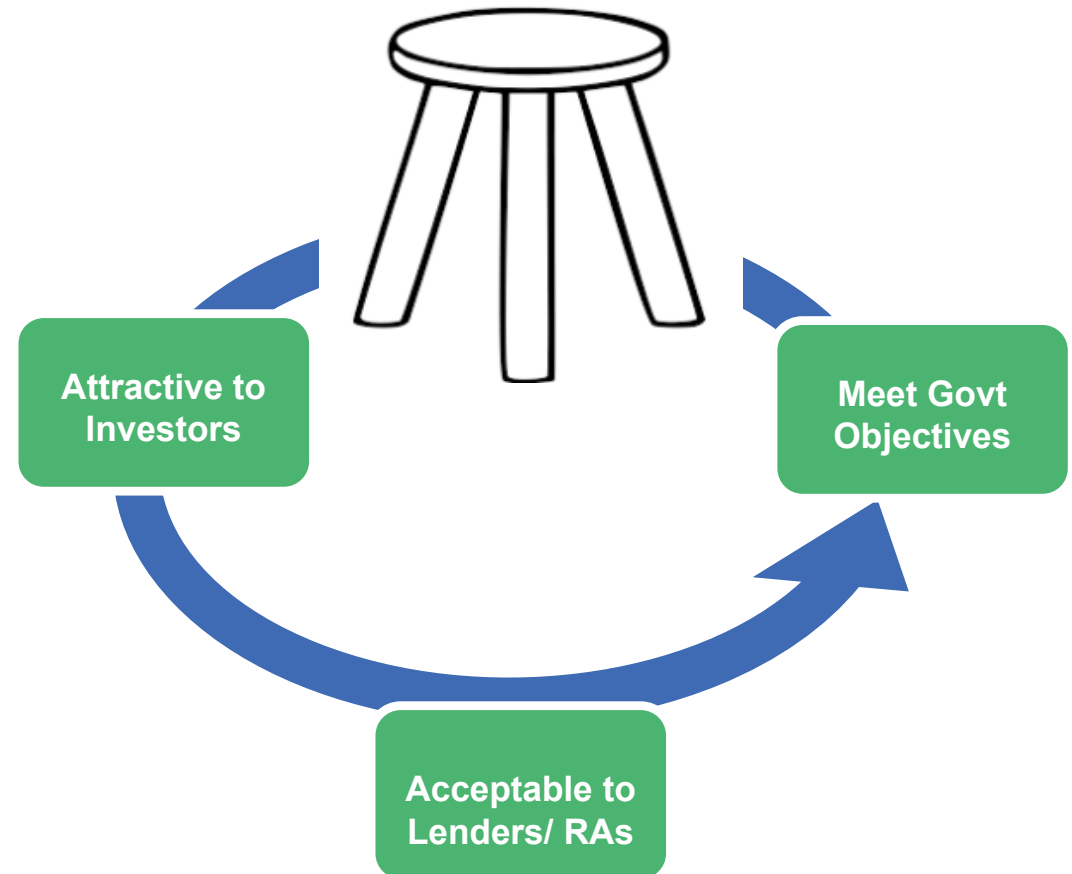 Attractive to
Investors
Meet Govt
Objectives
Acceptable to
Lenders/ RAs